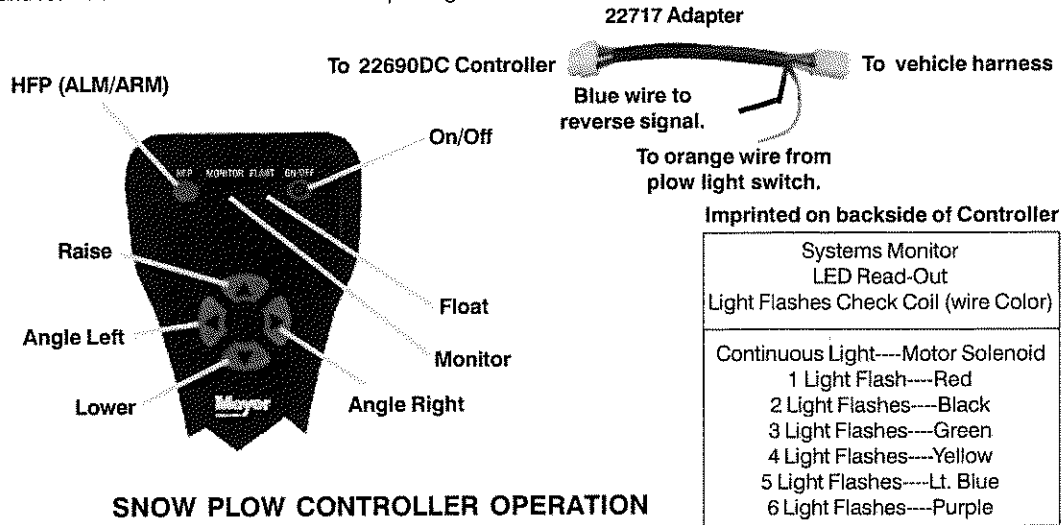 22717 Adapter
To 22690DC Controller
To vehicle harness
Blue wire to
reverse signal.
To orange wire from
plow light switch.
HFP (ALM/ARM)
On/Off
HFP MONITOR FLOAT ON/OFF
Raise
Float
Angle Left
Monitor
Lower
Angle Right
Meyer
SNOW PLOW CONTROLLER OPERATION
Imprinted on backside of Controller
Systems Monitor
LED Read-Out
Light Flashes Check Coil (wire Color)
Continuous Light----Motor Solenoid
1 Light Flash----Red
2 Light Flashes----Black
3 Light Flashes----Green
4 Light Flashes----Yellow
5 Light Flashes----Lt. Blue
6 Light Flashes----Purple